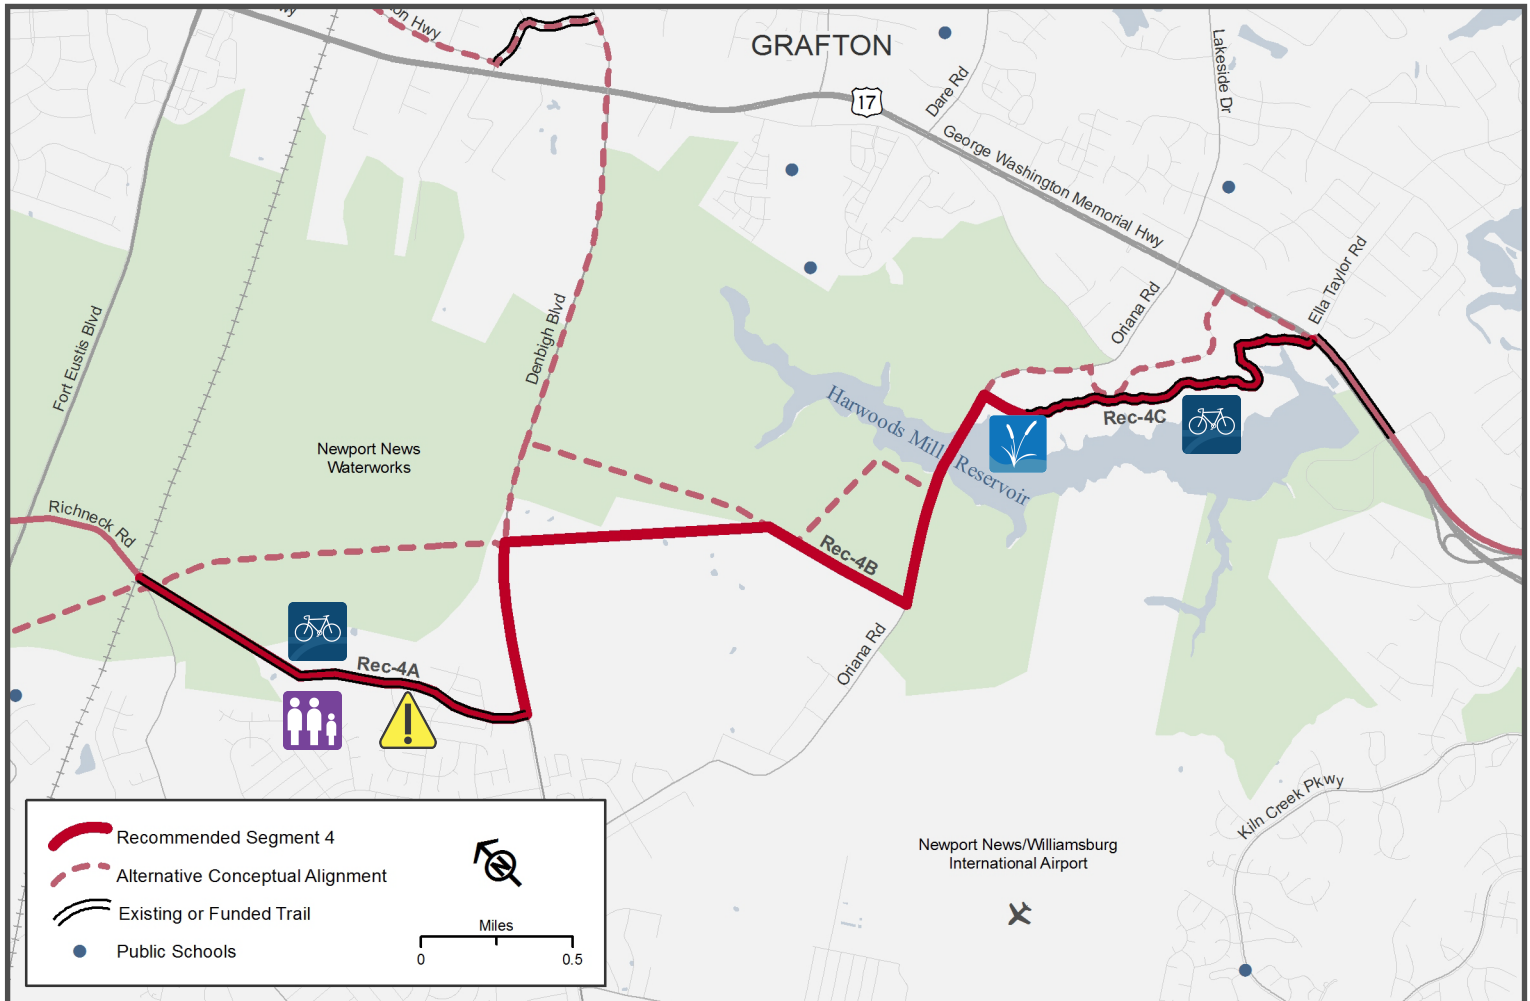 on Hwy
wy
GRAFTON
17
Dare Rd
Lakeside Dr
George Washington Memorial Hwy
Ella Taylor Rd
Oriana Rd
Fort Eustis Blvd
Denbigh Blvd
Harwoods Mill Reservoir
Rec-4C
Newport News
Waterworks
Richneck Rd
Rec-4B
Oriana Rd
Rec-4A
Kiln Creek Pkwy
Newport News/Williamsburg
International Airport
Recommended Segment 4
Alternative Conceptual Alignment
Existing or Funded Trail
Public Schools
N
Miles
0 0.5